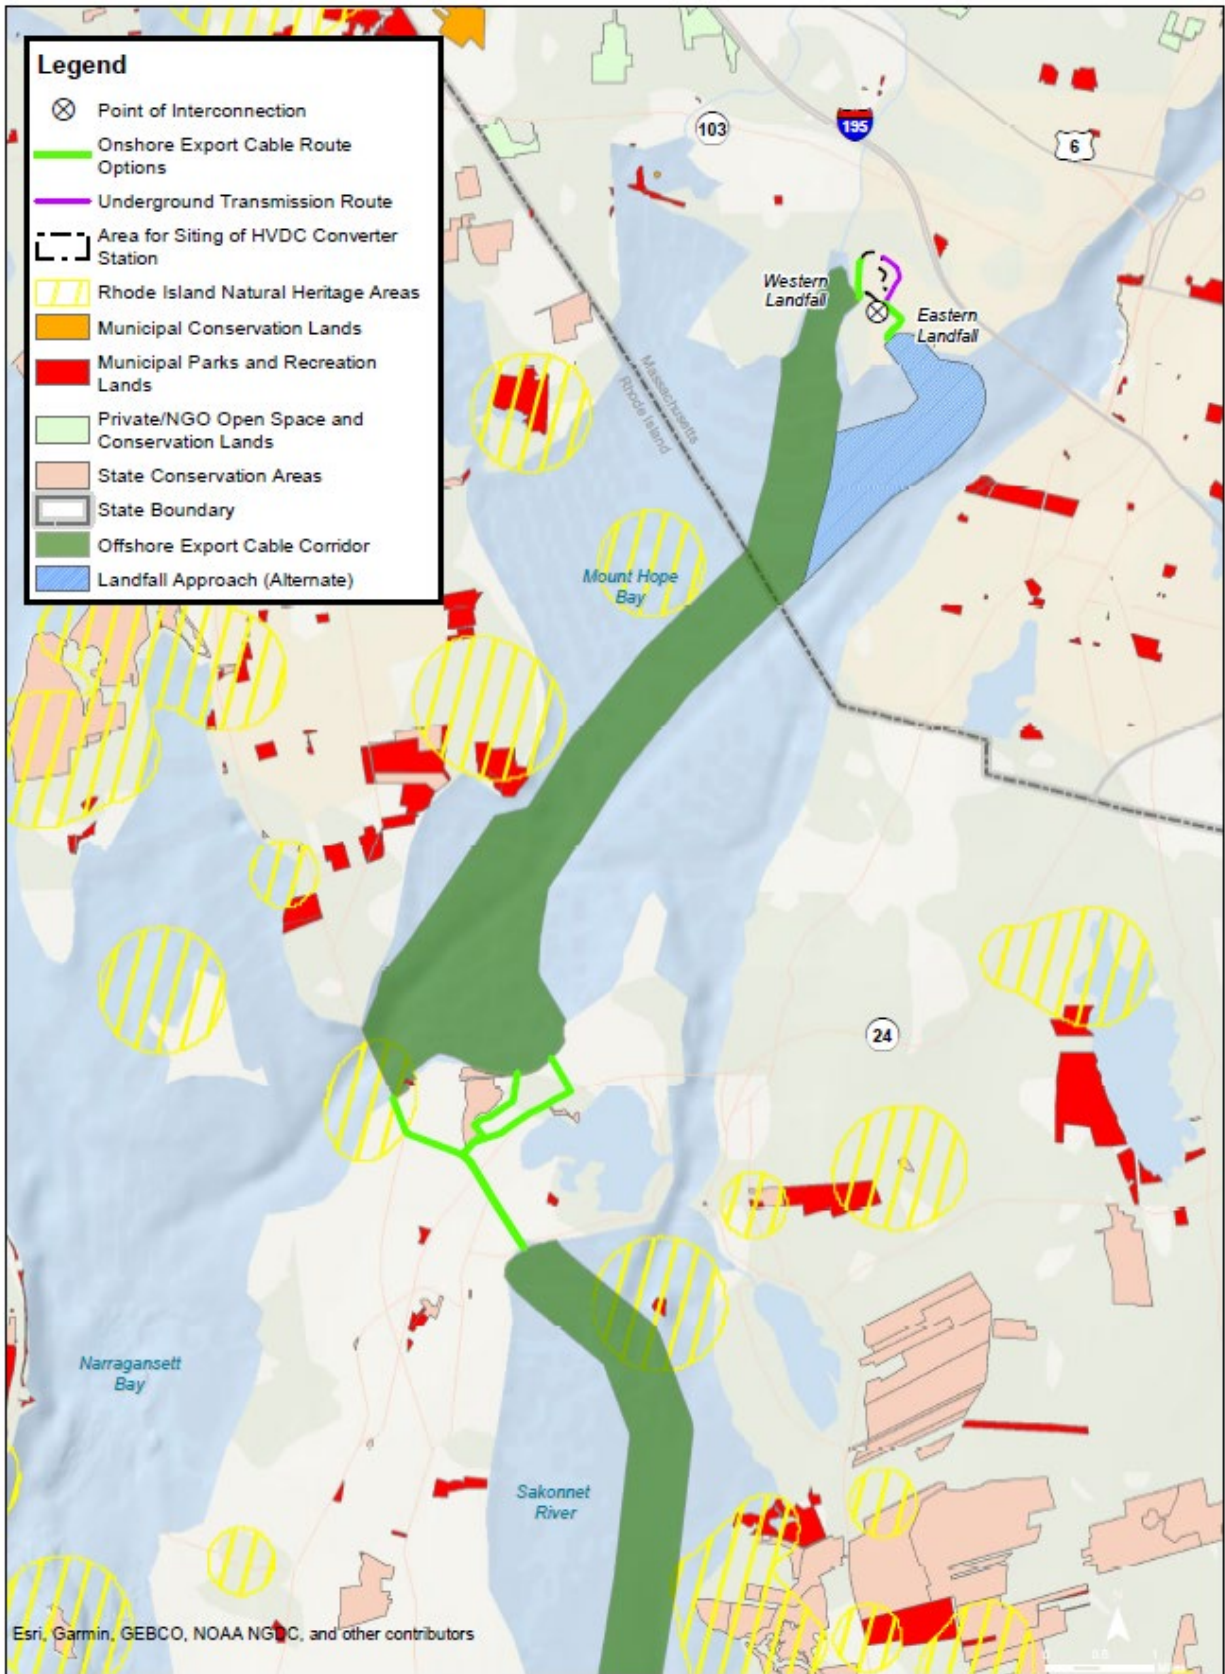 Legend
Point of Interconnection
Onshore Export Cable Route
Options
Underground Transmission Route
Area for Siting of HVDC Converter
Station
Rhode Island Natural Heritage Areas
Municipal Conservation Lands
Municipal Parks and Recreation
Lands
Private/NGO Open Space and
Conservation Lands
State Conservation Areas
State Boundary
Offshore Export Cable Corridor
Landfall Approach (Alternate)
103
195
6
Western
Landfall
Eastern
Landfall
Massachusetts
Rhode Island
Mount Hope
Bay
24
Narragansett
Bay
Sakonnet
River
Esri, Garmin, GEBCO, NOAA NGDC, and other contributors
0.5
1